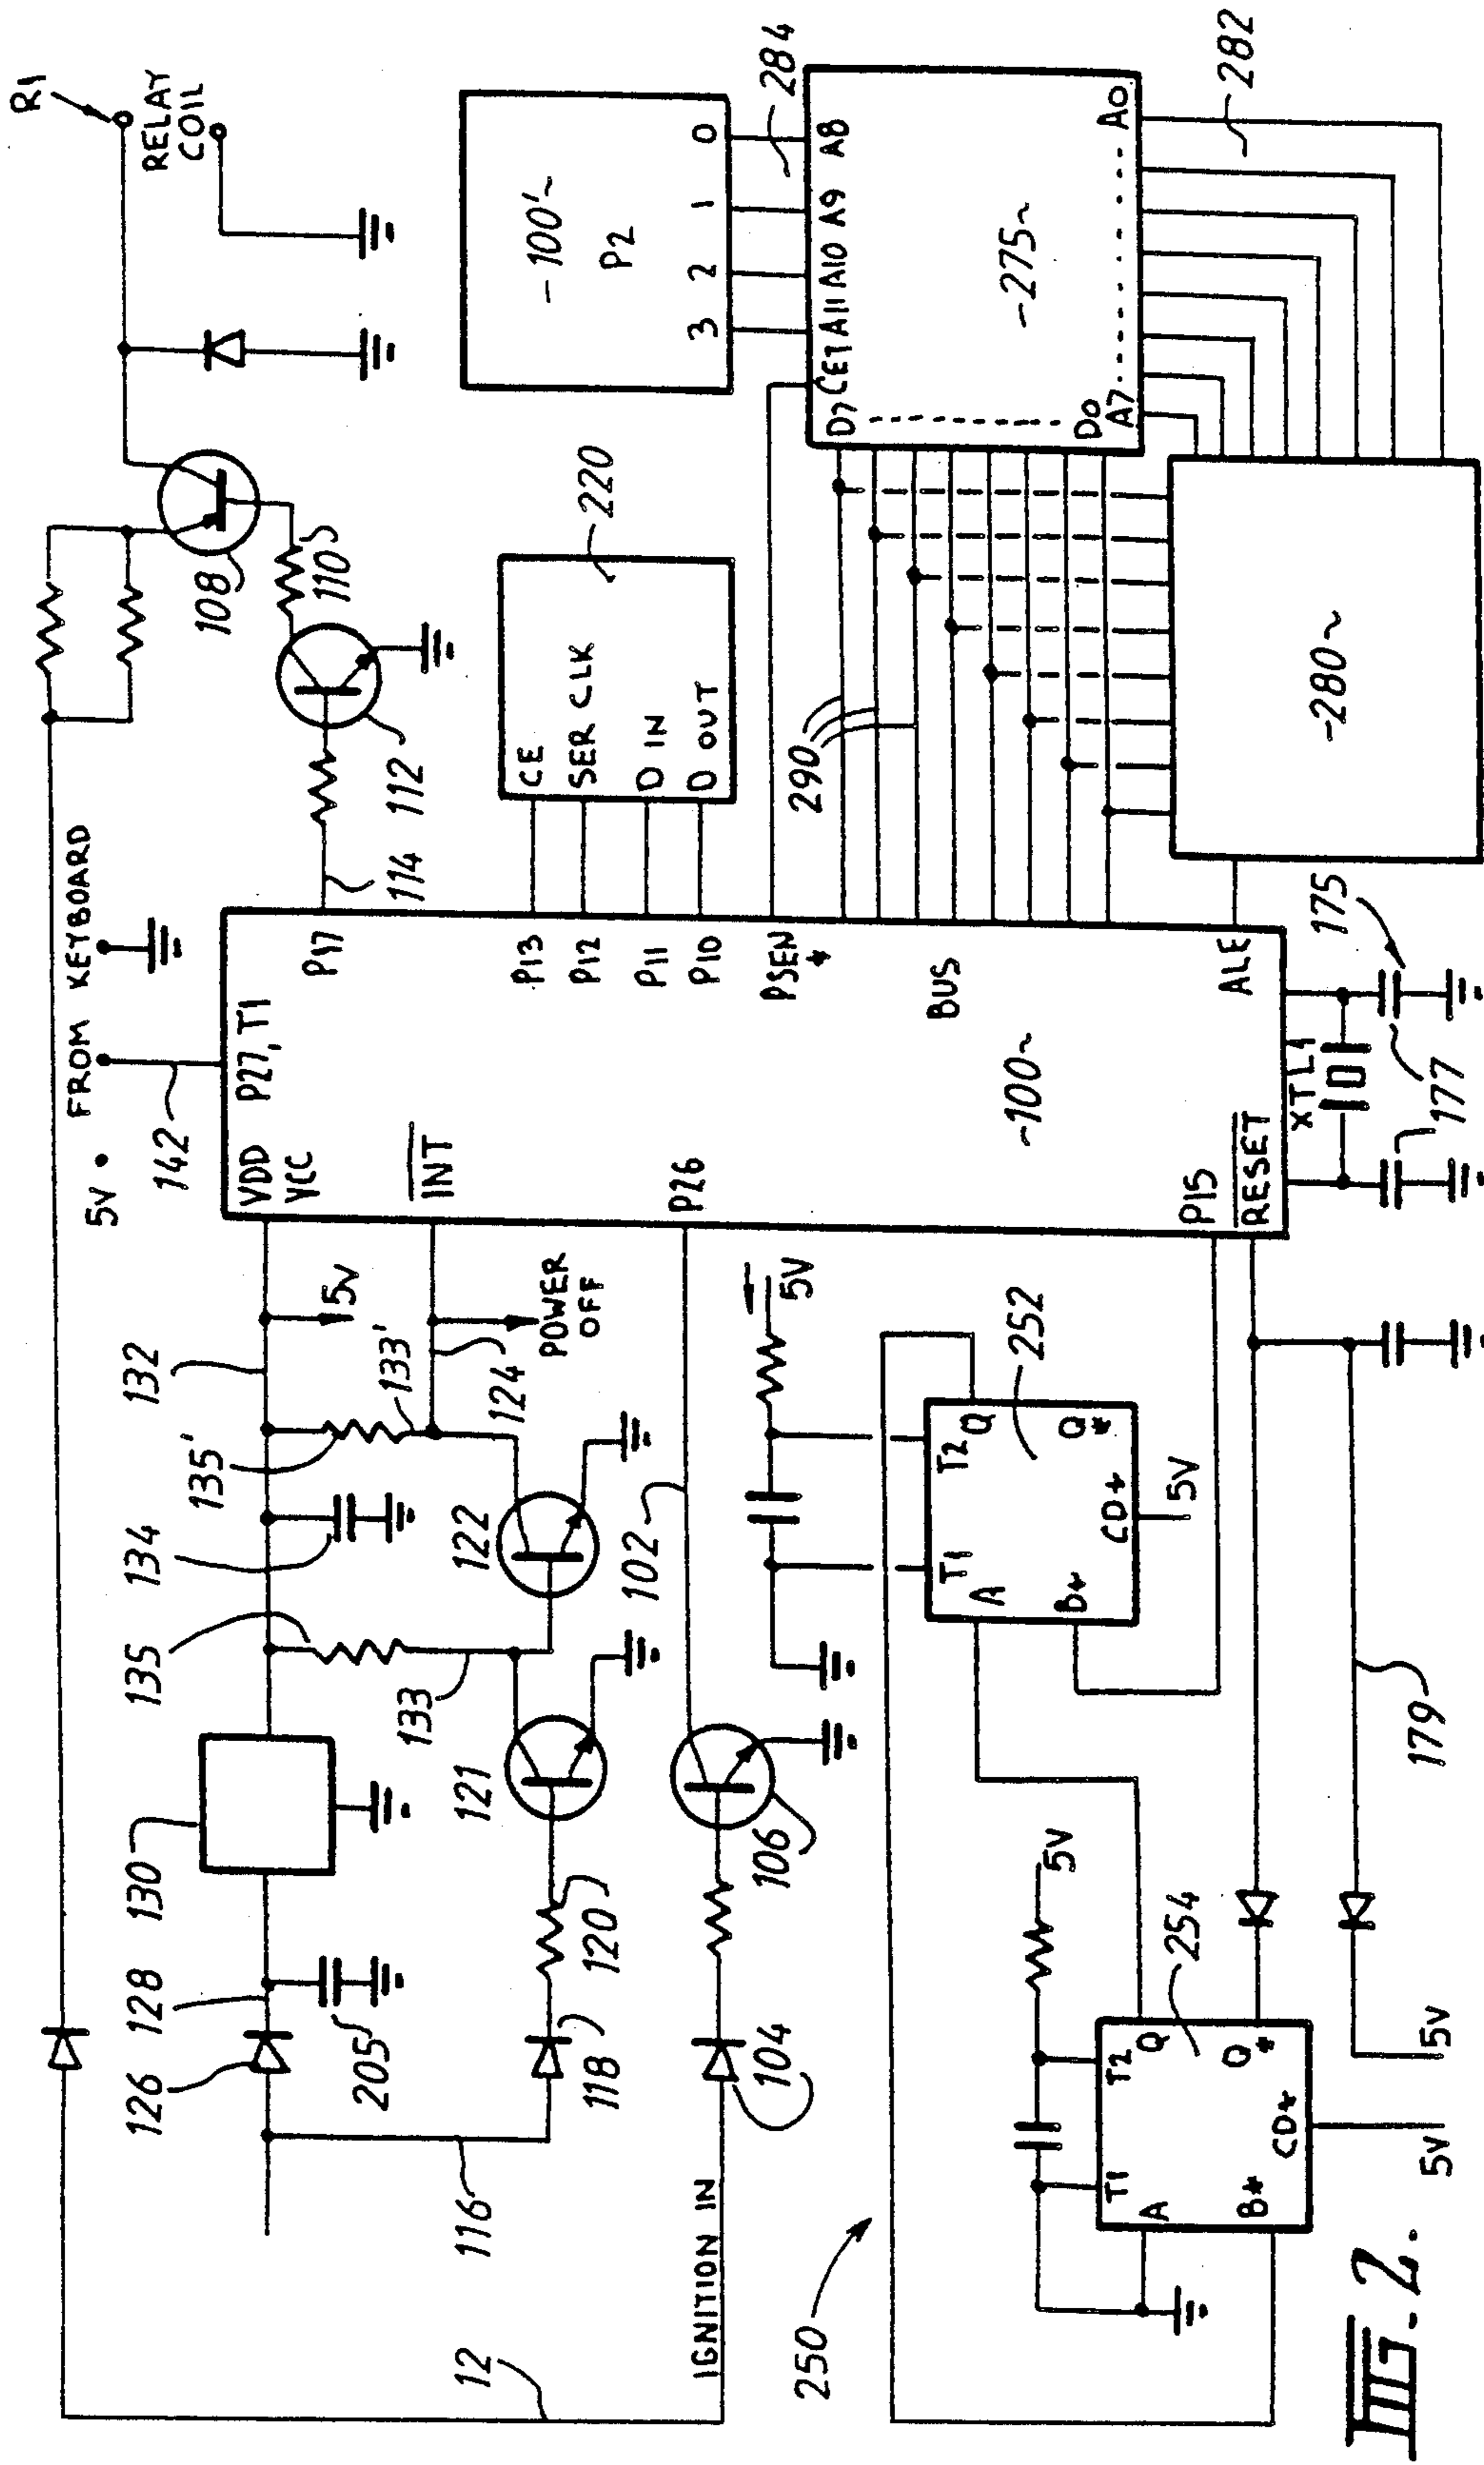 R1
RELAY
COIL
5V
FROM KEYBOARD
142
108
110
112
114
12
126
128
205
130
132
134
135
135'
133
133'
124
5V
POWER
OFF
116
118
120
121
122
102
104
106
IGNITION IN
VDD
VCC
P27, T1
INT
P26
P17
P13
P12
P11
P10
PSEN
*
BUS
ALE
~100~
P15
RESET
XTL1
175
177
179
CE
SER CLK
D IN
D OUT
220
~100'~
P2
3 2 1 0
284
D7 CE7 A11 A10 A9 A8
~275~
D0
A7 A0
282
290
~280~
250
5V
T1 T2
A Q
B* Q
*
CD*
5V
252
5V
T1 T2
A Q
B* Q
*
CD*
5V
5V
254
FIG. 2.